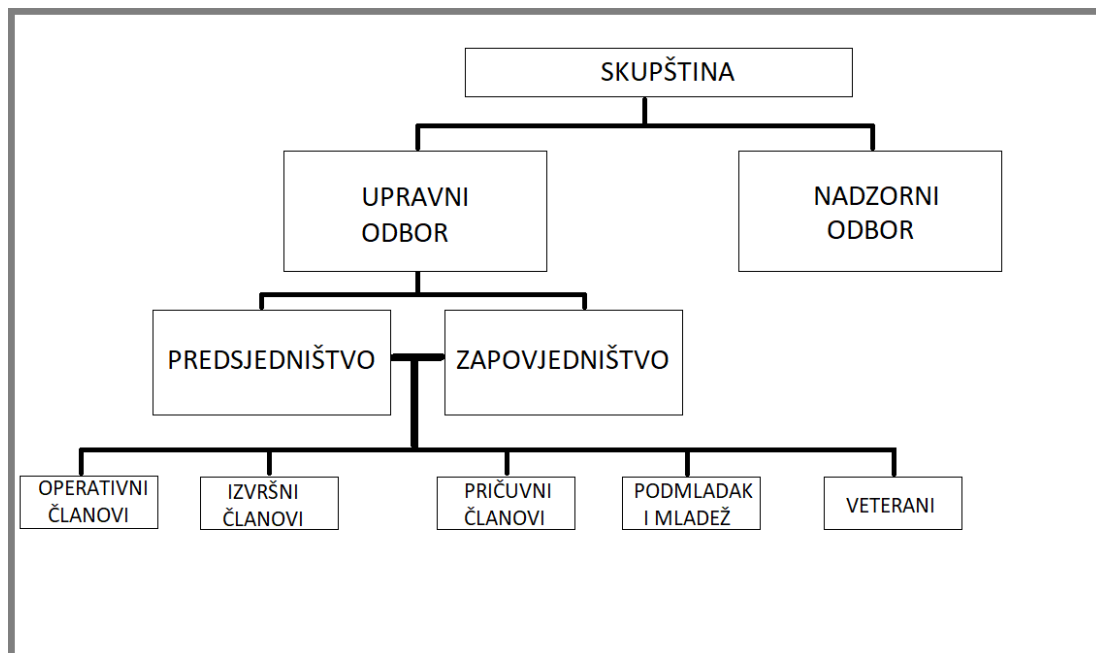 SKUPŠTINA
UPRAVNI
ODBOR
NADZORNI
ODBOR
PREDSJEDNIŠTVO
ZAPOVJEDNIŠTVO
OPERATIVNI
ČLANOVI
IZVRŠNI
ČLANOVI
PRIČUVNI
ČLANOVI
PODMLADAK
I MLADEŽ
VETERANI